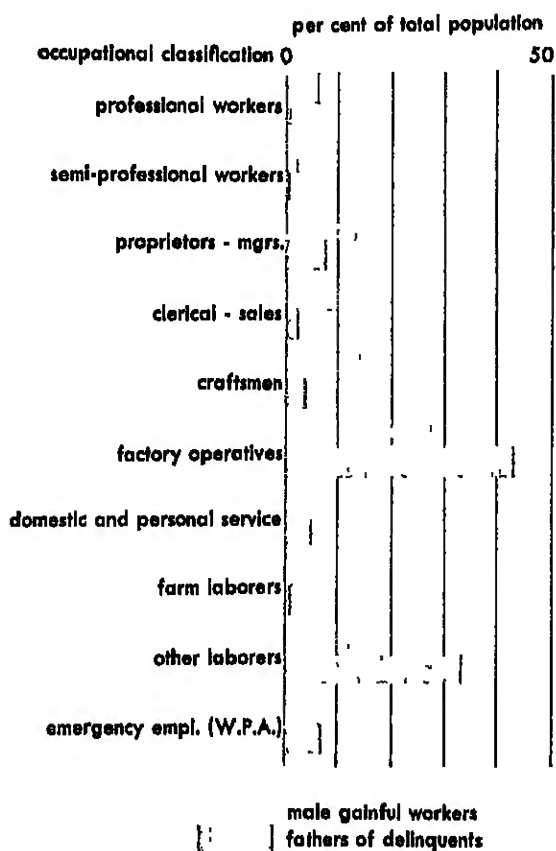 per cent of total population
occupational classification 0 50
professional workers
semi-professional workers
proprietors - mgrs.
clerical - sales
craftsmen
factory operatives
domestic and personal service
farm laborers
other laborers
emergency empl. (W.P.A.)
male gainful workers
fathers of delinquents